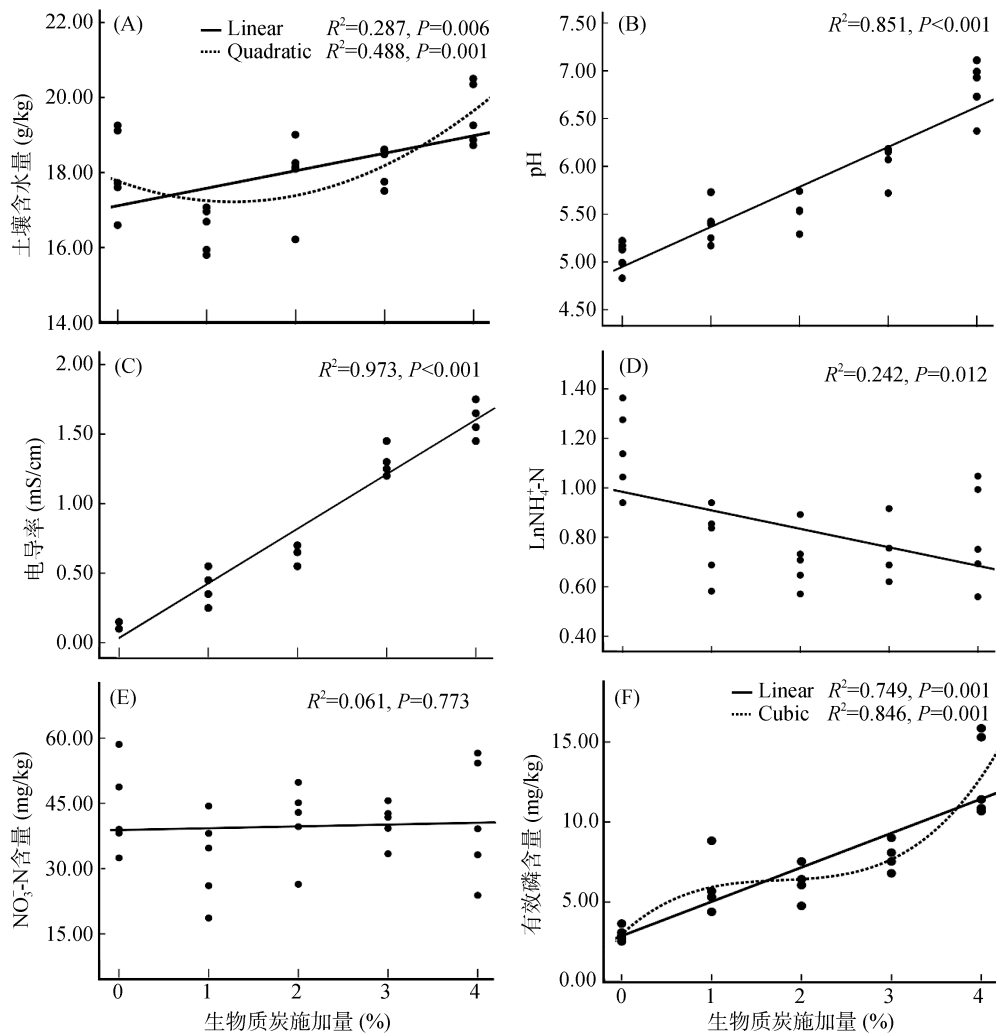 (A)
Linear R²=0.287, P=0.006
Quadratic R²=0.488, P=0.001
22.00
20.00
18.00
16.00
14.00
土壤含水量 (g/kg)
(B)
R²=0.851, P<0.001
7.50
7.00
6.50
6.00
5.50
5.00
4.50
pH
(C)
R²=0.973, P<0.001
2.00
1.50
1.00
0.50
0.00
电导率 (mS/cm)
(D)
R²=0.242, P=0.012
1.40
1.20
1.00
0.80
0.60
0.40
LnNH₄⁺-N
(E)
R²=0.061, P=0.773
60.00
45.00
30.00
15.00
NO₃⁻-N含量 (mg/kg)
0 1 2 3 4
生物质炭施加量 (%)
(F)
Linear R²=0.749, P=0.001
Cubic R²=0.846, P=0.001
15.00
10.0
5.00
0.00
有效磷含量 (mg/kg)
0 1 2 3 4
生物质炭施加量 (%)